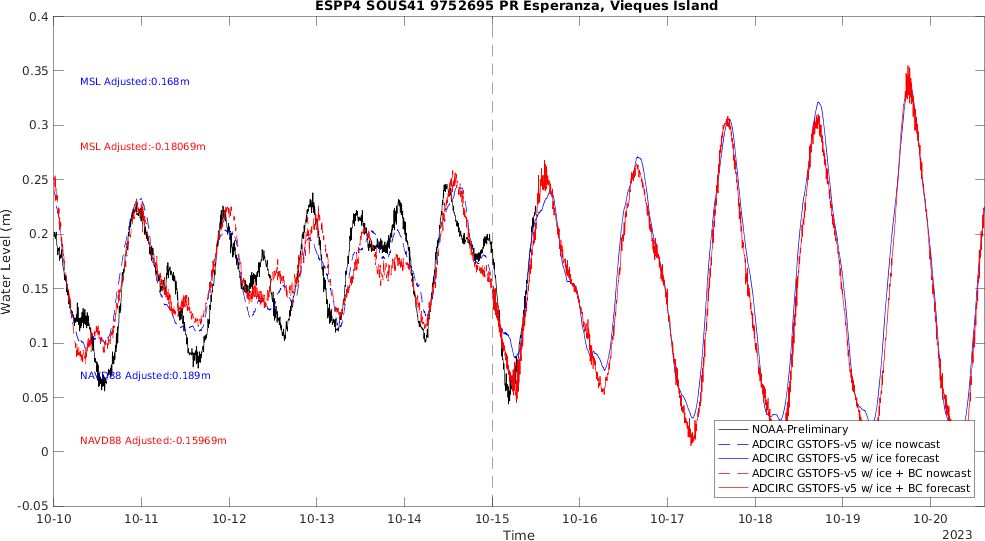 ESPP4 SOUS41 9752695 PR Esperanza, Vieques Island
0.4
0.35
0.3
0.25
0.2
0.15
0.1
0.05
0
-0.05
Water Level (m)
MSL Adjusted:0.168m
MSL Adjusted:-0.18069m
NAVD88 Adjusted:0.189m
NAVD88 Adjusted:-0.15969m
NOAA-Preliminary
ADCIRC GSTOFS-v5 w/ ice nowcast
ADCIRC GSTOFS-v5 w/ ice forecast
ADCIRC GSTOFS-v5 w/ ice + BC nowcast
ADCIRC GSTOFS-v5 w/ ice + BC forecast
10-10 10-11 10-12 10-13 10-14 10-15 10-16 10-17 10-18 10-19 10-20
Time
2023